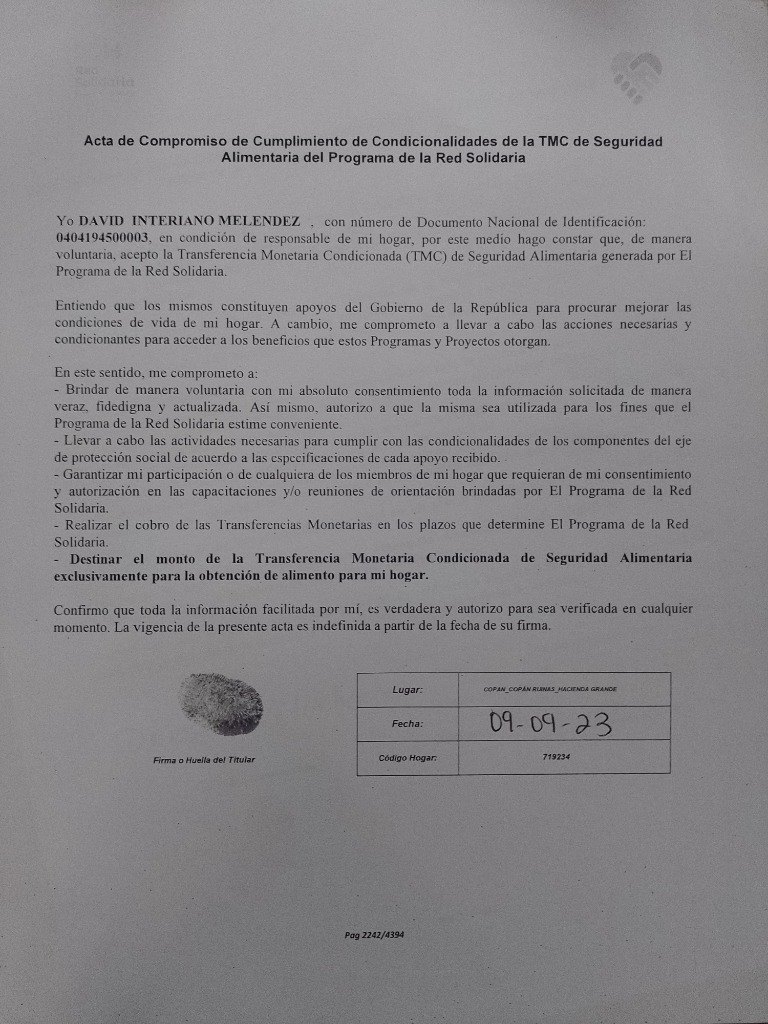 Red
Solidaria
Acta de Compromiso de Cumplimiento de Condicionalidades de la TMC de Seguridad
Alimentaria del Programa de la Red Solidaria
Yo DAVID INTERIANO MELENDEZ , con número de Documento Nacional de Identificación:
0404194500003, en condición de responsable de mi hogar, por este medio hago constar que, de manera
voluntaria, acepto la Transferencia Monetaria Condicionada (TMC) de Seguridad Alimentaria generada por El
Programa de la Red Solidaria.
Entiendo que los mismos constituyen apoyos del Gobierno de la República para procurar mejorar las
condiciones de vida de mi hogar. A cambio, me comprometo a llevar a cabo las acciones necesarias y
condicionantes para acceder a los beneficios que estos Programas y Proyectos otorgan.
En este sentido, me comprometo a:
- Brindar de manera voluntaria con mi absoluto consentimiento toda la información solicitada de manera
veraz, fidedigna y actualizada. Así mismo, autorizo a que la misma sea utilizada para los fines que el
Programa de la Red Solidaria estime conveniente.
- Llevar a cabo las actividades necesarias para cumplir con las condicionalidades de los componentes del eje
de protección social de acuerdo a las especificaciones de cada apoyo recibido.
- Garantizar mi participación o de cualquiera de los miembros de mi hogar que requieran de mi consentimiento
y autorización en las capacitaciones y/o reuniones de orientación brindadas por El Programa de la Red
Solidaria.
- Realizar el cobro de las Transferencias Monetarias en los plazos que determine El Programa de la Red
Solidaria.
- Destinar el monto de la Transferencia Monetaria Condicionada de Seguridad Alimentaria
exclusivamente para la obtención de alimento para mi hogar.
Confirmo que toda la información facilitada por mí, es verdadera y autorizo para sea verificada en cualquier
momento. La vigencia de la presente acta es indefinida a partir de la fecha de su firma.
Lugar: COPAN_COPÁN RUINAS_HACIENDA GRANDE
Fecha: 09-09-23
Firma o Huella del Titular
Código Hogar: 719234
Pag 2242/4394